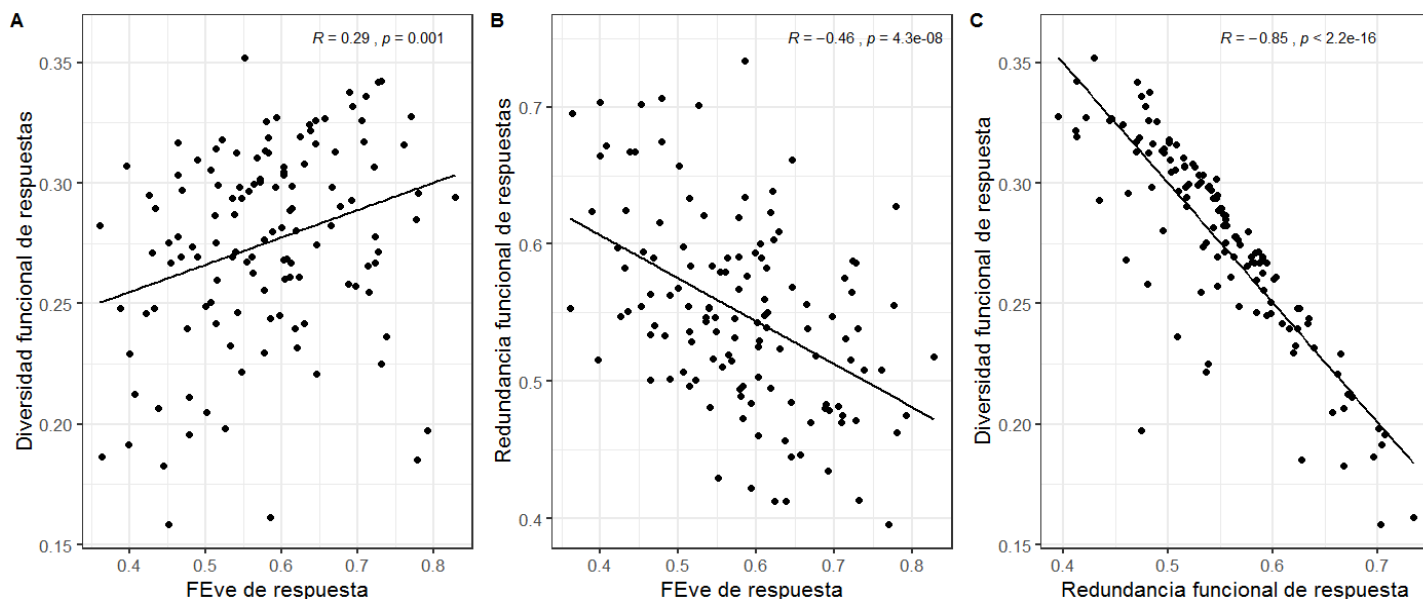 A
R = 0.29 , p = 0.001
Diversidad funcional de respuestas
0.35
0.30
0.25
0.20
0.15
0.4 0.5 0.6 0.7 0.8
FEve de respuesta
B
R = −0.46 , p = 4.3e-08
Redundancia funcional de respuestas
0.7
0.6
0.5
0.4
0.4 0.5 0.6 0.7 0.8
FEve de respuesta
C
R = −0.85 , p < 2.2e-16
Diversidad funcional de respuesta
0.35
0.30
0.25
0.20
0.15
0.4 0.5 0.6 0.7
Redundancia funcional de respuesta